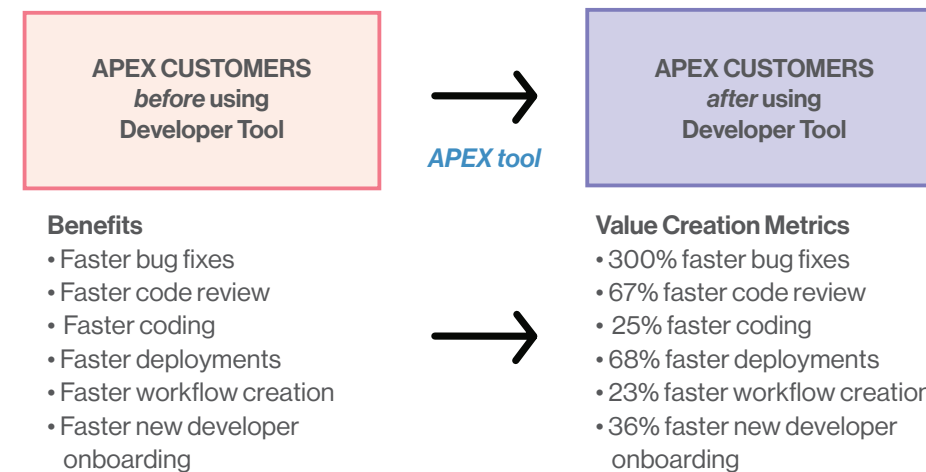 APEX CUSTOMERS
before using
Developer Tool
APEX tool
APEX CUSTOMERS
after using
Developer Tool
Benefits
• Faster bug fixes
• Faster code review
• Faster coding
• Faster deployments
• Faster workflow creation
• Faster new developer
onboarding
Value Creation Metrics
• 300% faster bug fixes
• 67% faster code review
• 25% faster coding
• 68% faster deployments
• 23% faster workflow creation
• 36% faster new developer
onboarding